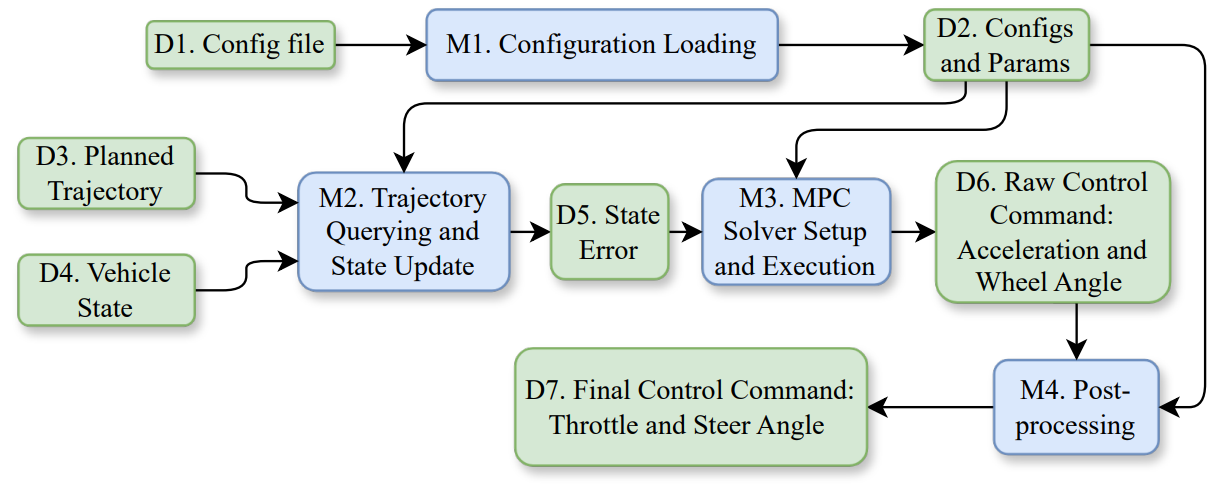 D1. Config file
M1. Configuration Loading
D2. Configs
and Params
D3. Planned
Trajectory
D4. Vehicle
State
M2. Trajectory
Querying and
State Update
D5. State
Error
M3. MPC
Solver Setup
and Execution
D6. Raw Control
Command:
Acceleration and
Wheel Angle
D7. Final Control Command:
Throttle and Steer Angle
M4. Post-
processing